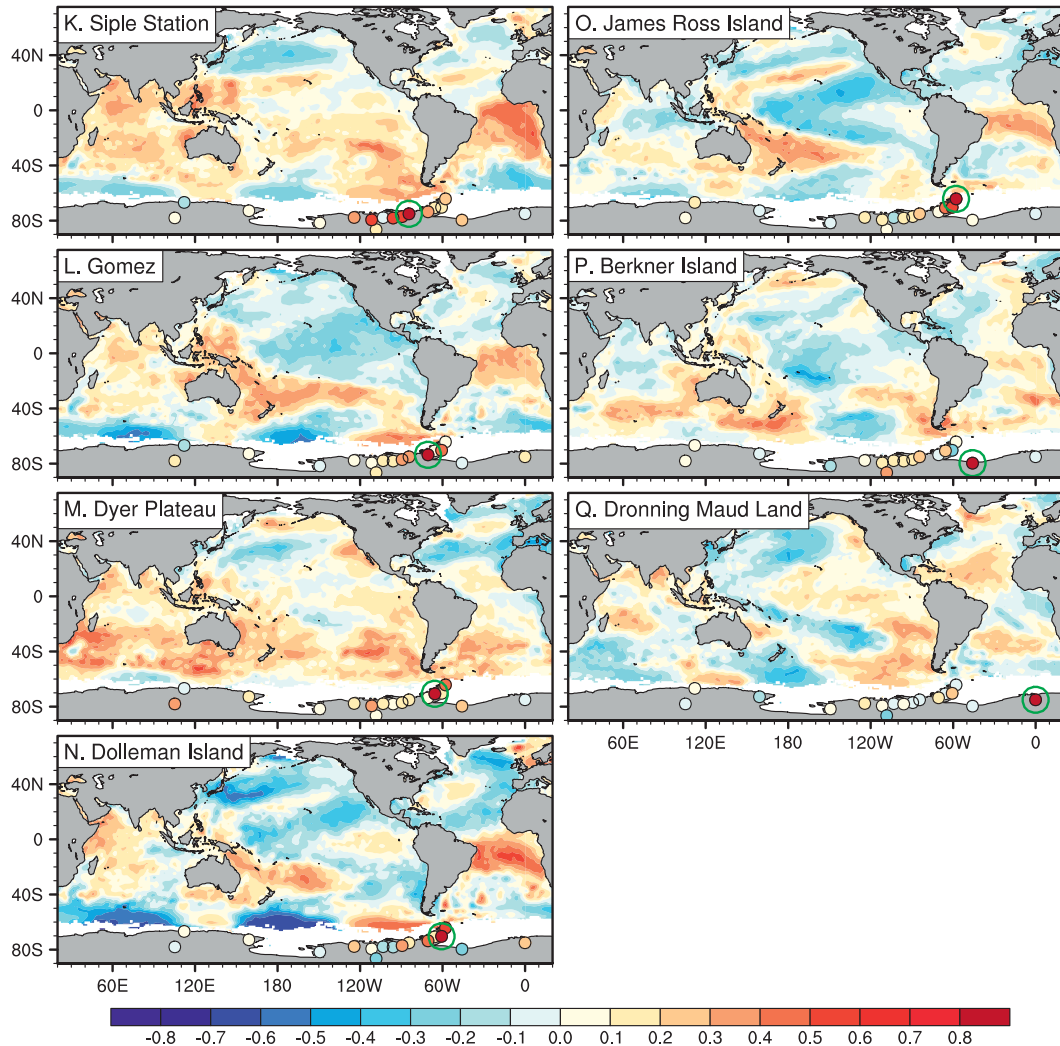 K. Siple Station
O. James Ross Island
40N
0
40S
80S
L. Gomez
P. Berkner Island
40N
0
40S
80S
M. Dyer Plateau
Q. Dronning Maud Land
40N
0
40S
80S
60E 120E 180 120W 60W 0
N. Dolleman Island
40N
0
40S
80S
60E 120E 180 120W 60W 0
-0.8 -0.7 -0.6 -0.5 -0.4 -0.3 -0.2 -0.1 0.0 0.1 0.2 0.3 0.4 0.5 0.6 0.7 0.8